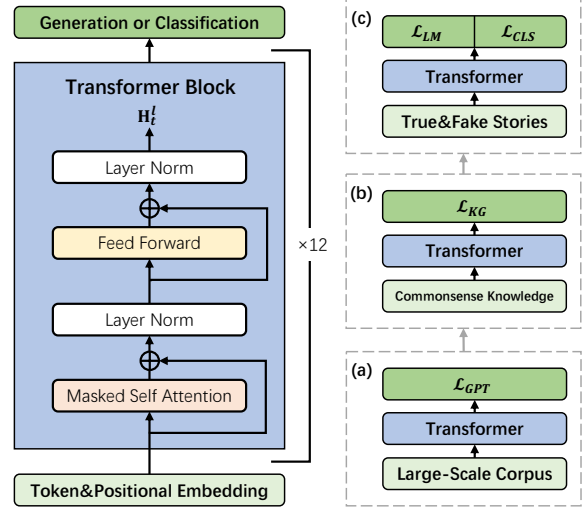 Generation or Classification
Transformer Block
H_t^l
Layer Norm
Feed Forward
Layer Norm
Masked Self Attention
Token&Positional Embedding
×12
(c)
ℒ_LM ℒ_CLS
Transformer
True&Fake Stories
(b)
ℒ_KG
Transformer
Commonsense Knowledge
(a)
ℒ_GPT
Transformer
Large-Scale Corpus